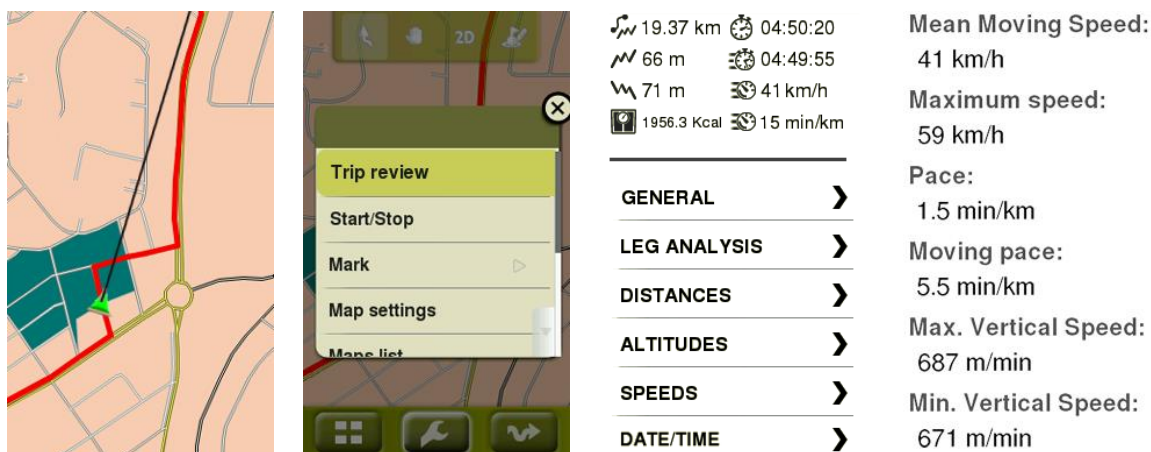 2D
Trip review
Start/Stop
Mark
Map settings
Maps list
19.37 km 04:50:20
66 m 04:49:55
71 m 41 km/h
1956.3 Kcal 15 min/km
GENERAL
LEG ANALYSIS
DISTANCES
ALTITUDES
SPEEDS
DATE/TIME
Mean Moving Speed:
41 km/h
Maximum speed:
59 km/h
Pace:
1.5 min/km
Moving pace:
5.5 min/km
Max. Vertical Speed:
687 m/min
Min. Vertical Speed:
671 m/min